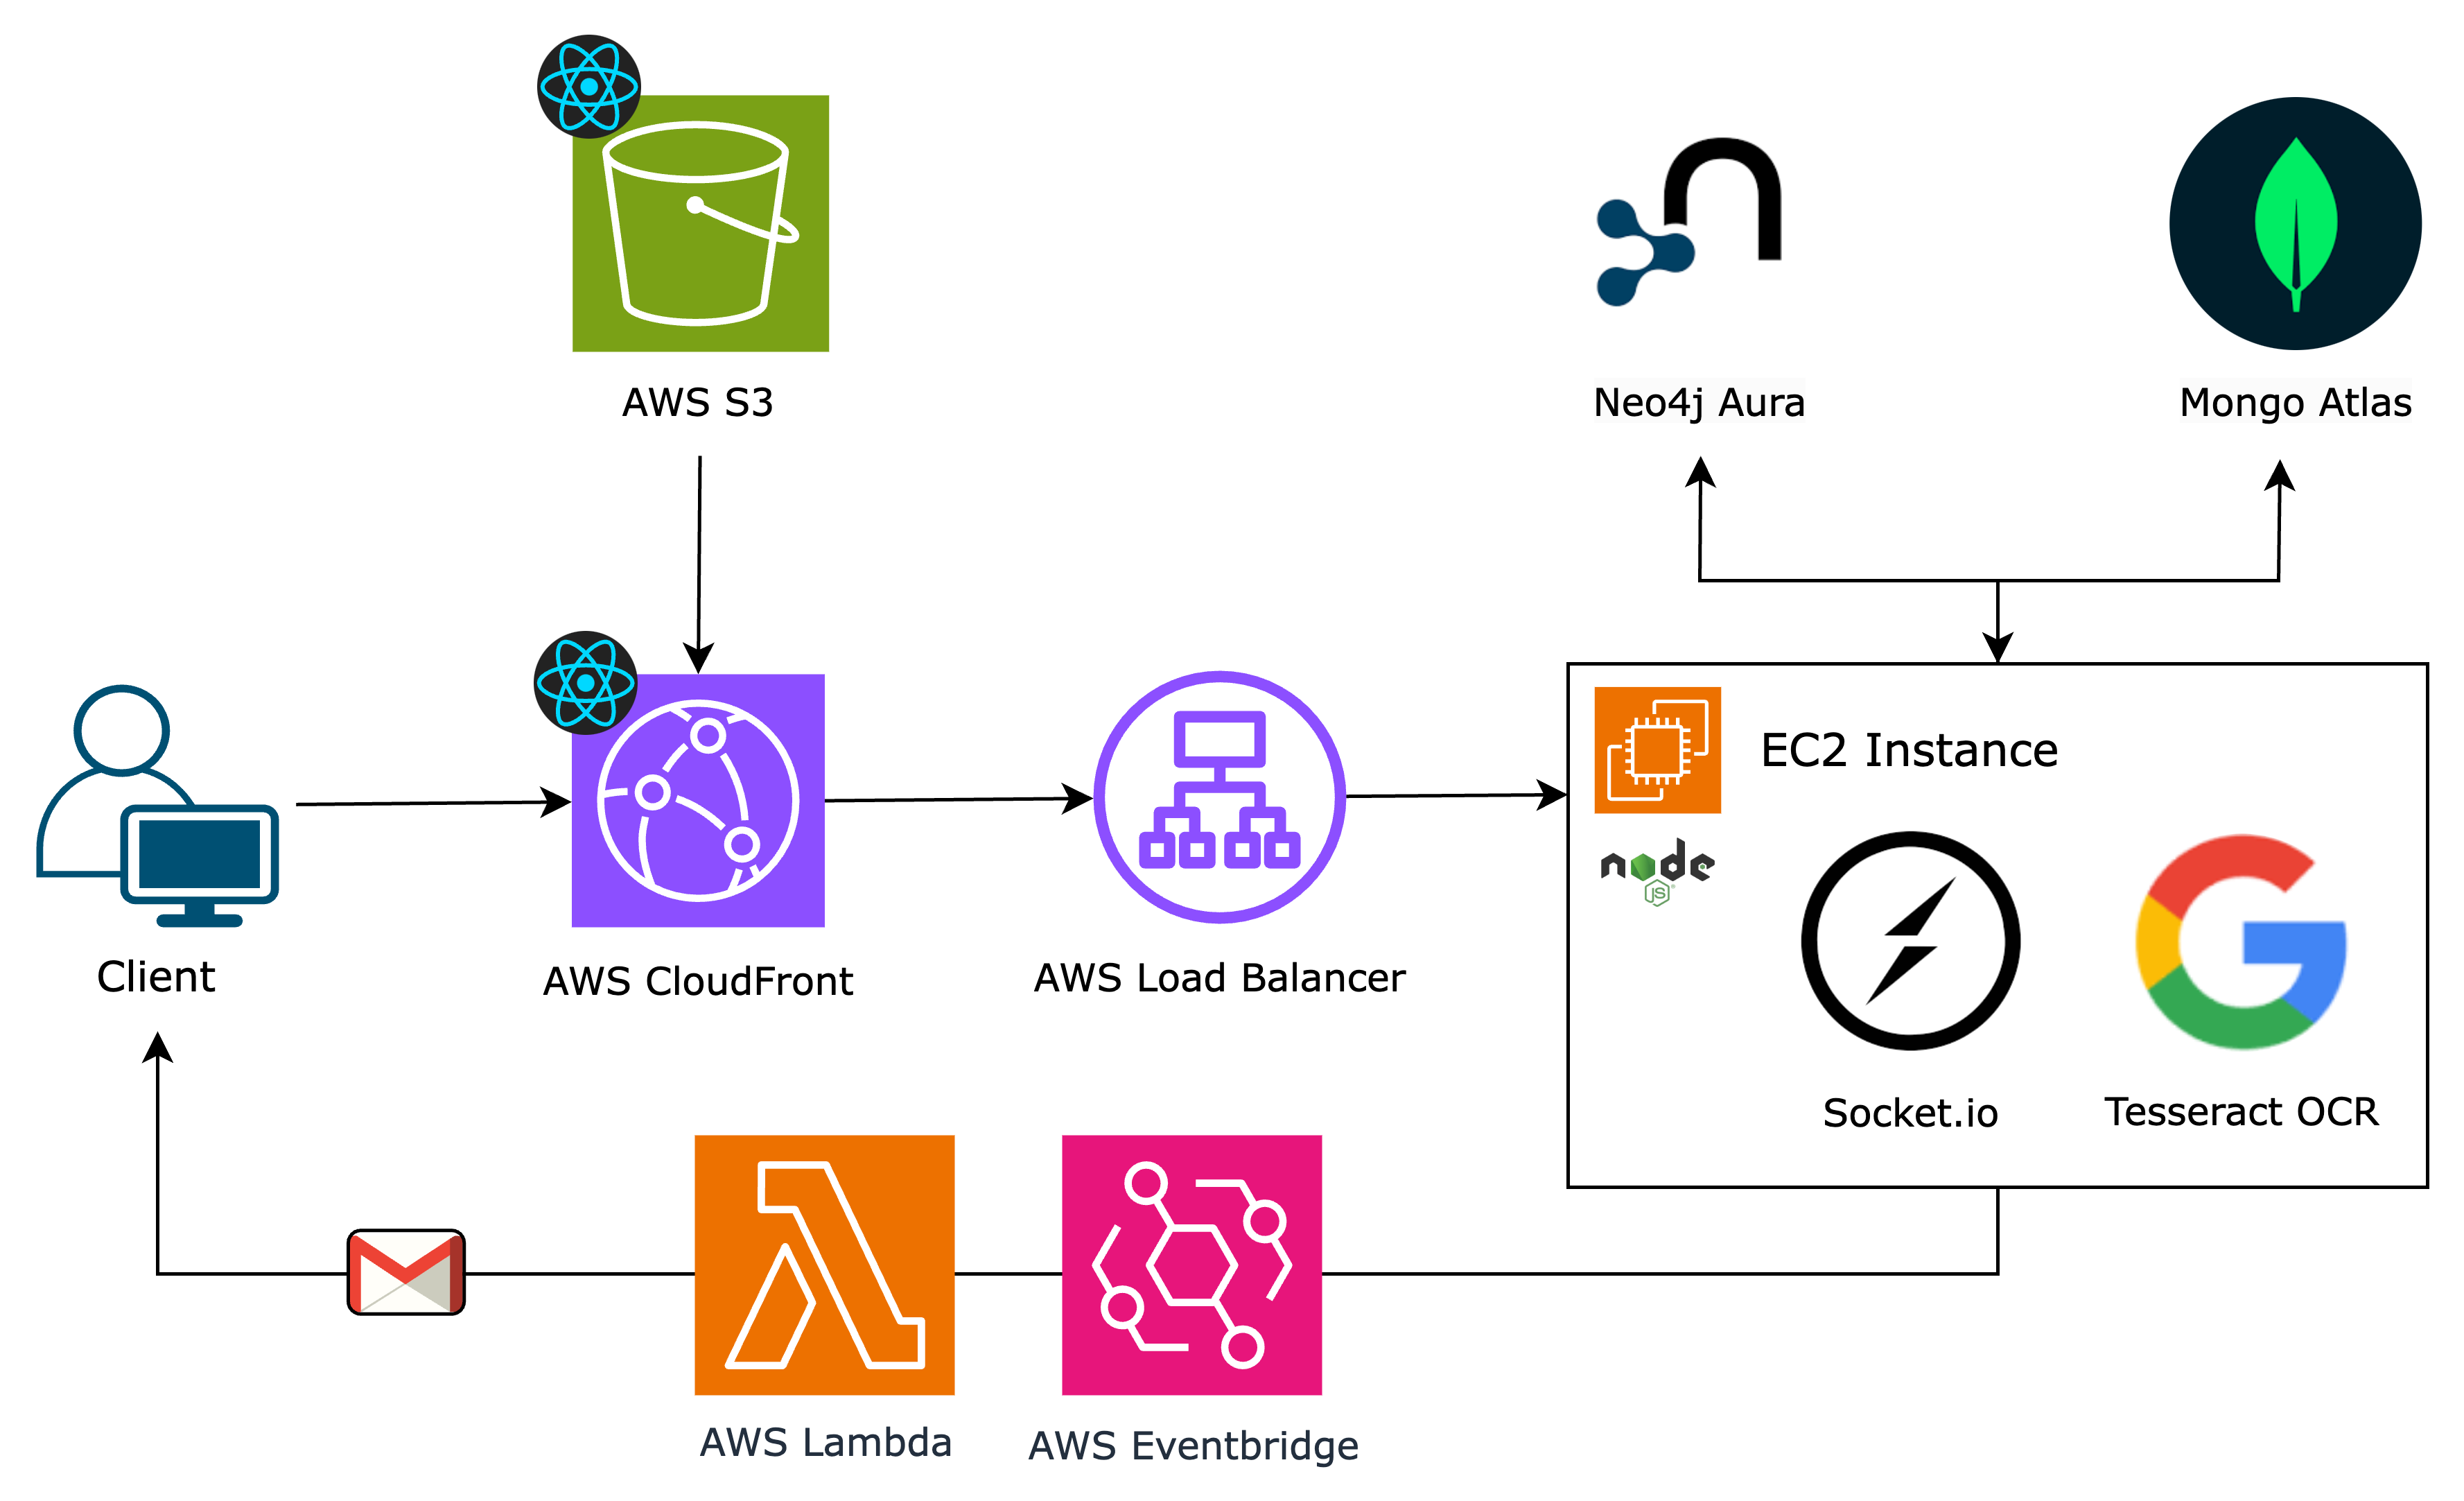 AWS S3
Neo4j Aura
Mongo Atlas
EC2 Instance
node
JS
Client
AWS CloudFront
AWS Load Balancer
Socket.io
Tesseract OCR
AWS Lambda
AWS Eventbridge